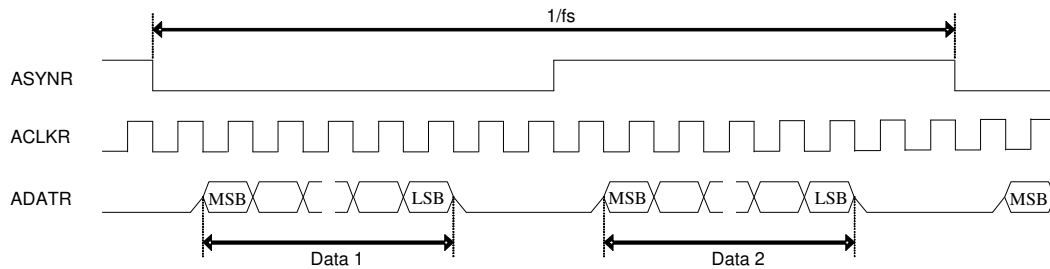 1/fs
ASYNR
ACLKR
ADATR MSB LSB MSB LSB MSB
Data 1 Data 2